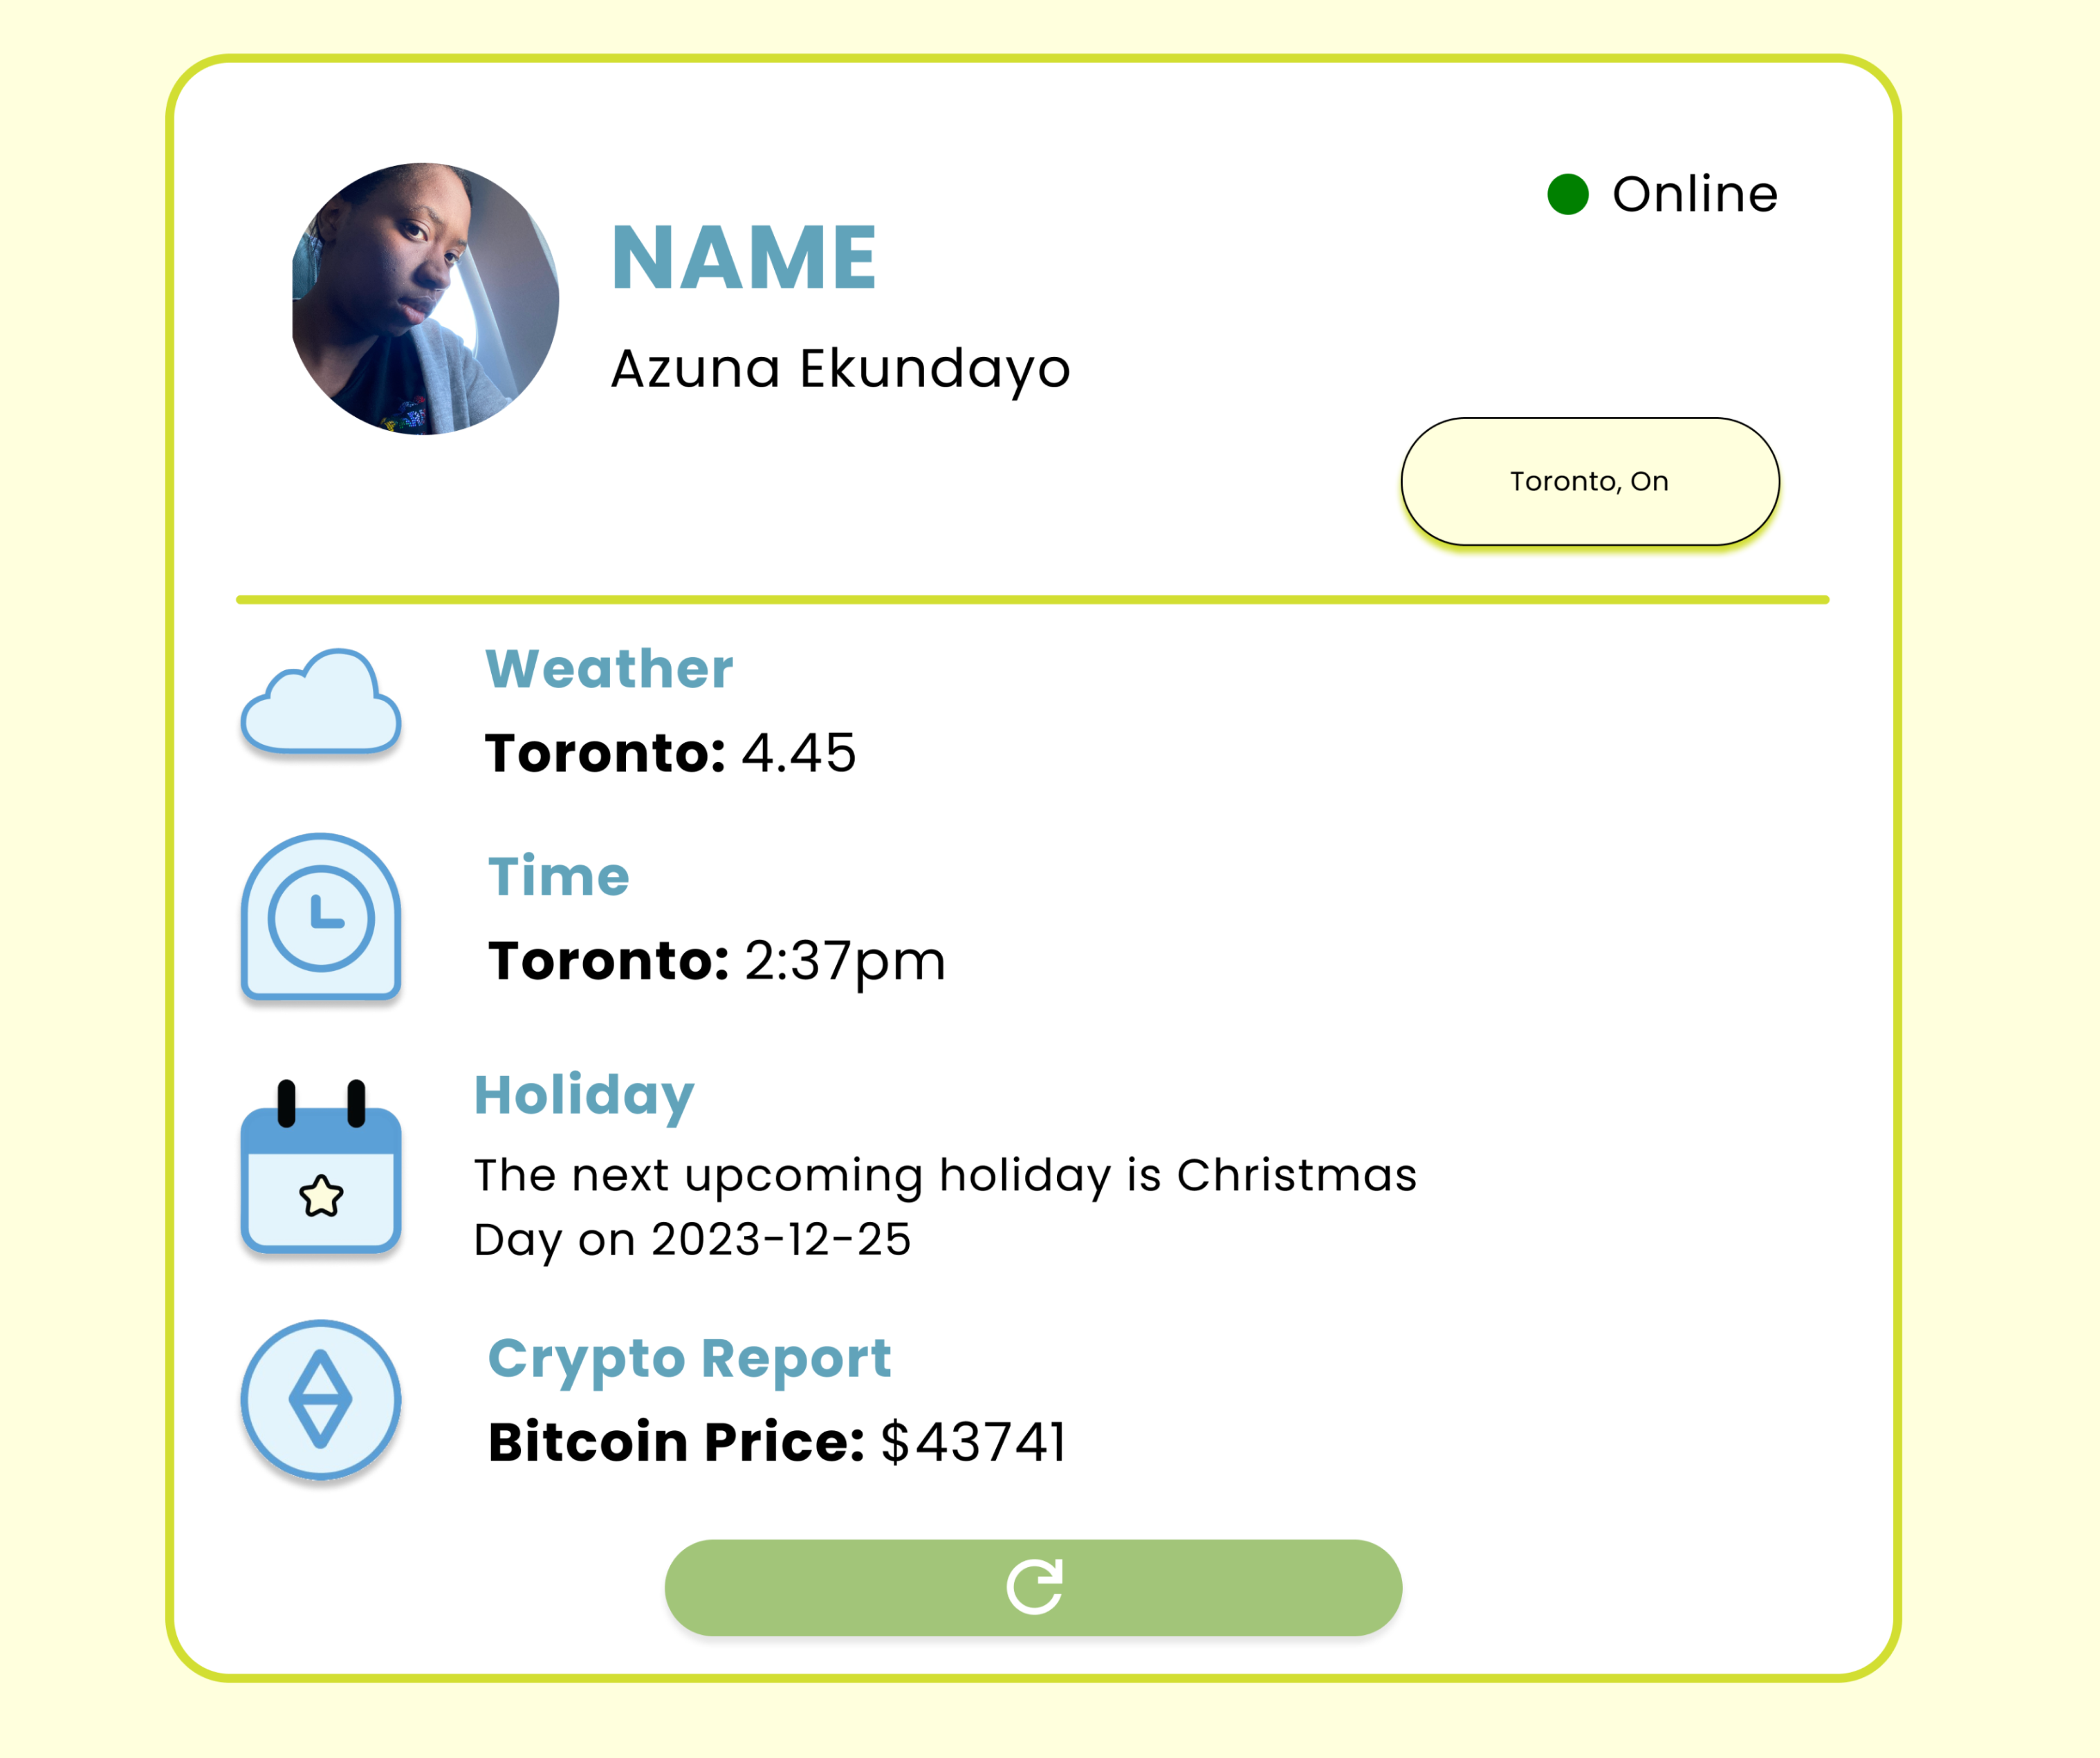 Online
NAME
Azuna Ekundayo
Toronto, On
Weather
Toronto: 4.45
Time
Toronto: 2:37pm
Holiday
The next upcoming holiday is Christmas
Day on 2023-12-25
Crypto Report
Bitcoin Price: $43741